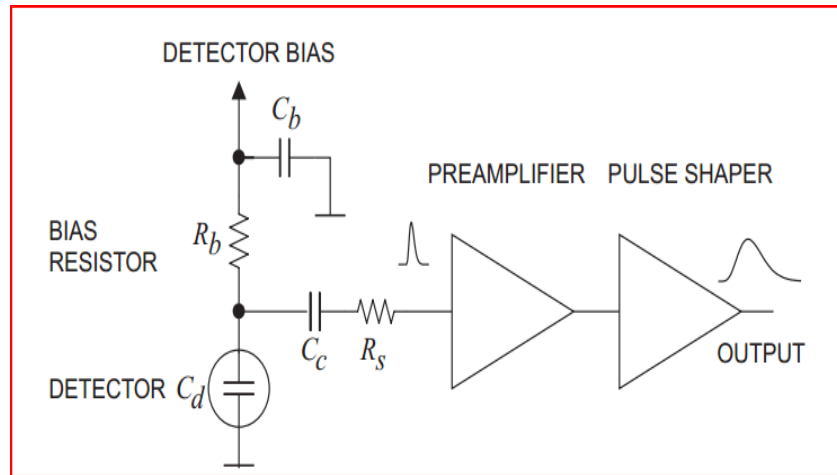 DETECTOR BIAS
Cb
PREAMPLIFIER PULSE SHAPER
BIAS
RESISTOR
Rb
Cc
Rs
OUTPUT
DETECTOR Cd